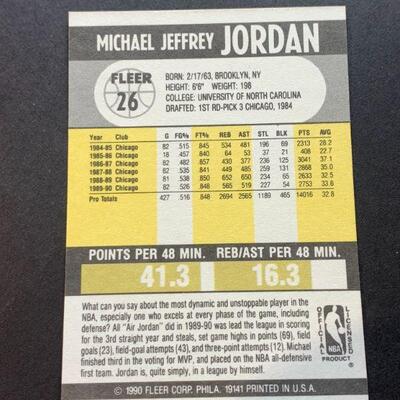 MICHAEL JEFFREY JORDAN
FLEER
26
BORN: 2/17/63, BROOKLYN, NY
HEIGHT: 6'6" WEIGHT: 198
COLLEGE: UNIVERSITY OF NORTH CAROLINA
DRAFTED: 1ST RD-PICK 3 CHICAGO, 1984
Year Club G FG% FT% REB AST STL BLK PTS AVG
1984-85 Chicago 82 .515 .845 534 481 196 69 2313 28.2
1985-86 Chicago 18 .457 .840 64 53 37 21 408 22.7
1986-87 Chicago 82 .482 .857 430 377 236 125 3041 37.1
1987-88 Chicago 82 .535 .841 449 485 259 131 2868 35.0
1988-89 Chicago 81 .538 .850 652 650 234 65 2633 32.5
1989-90 Chicago 82 .526 .848 565 519 227 54 2753 33.6
Pro Totals 427 .516 .848 2694 2565 1189 465 14016 32.8
POINTS PER 48 MIN. REB/AST PER 48 MIN.
41.3 16.3
What can you say about the most dynamic and unstoppable player in the
NBA, especially one who excels at every phase of the game, including
defense? All "Air Jordan" did in 1989-90 was lead the league in scoring
for the 3rd straight year and steals, set game highs in points (69), field
goals (23), field-goal attempts (43), and three-pt attempts (12). Michael
finished third in the voting for MVP, and placed on the NBA all-defensive
first team. Jordan is, quite simply, in a league by himself.
OFFICIAL
LICENSED
NBA
PRODUCT
© 1990 FLEER CORP. PHILA. 19141 PRINTED IN U.S.A.